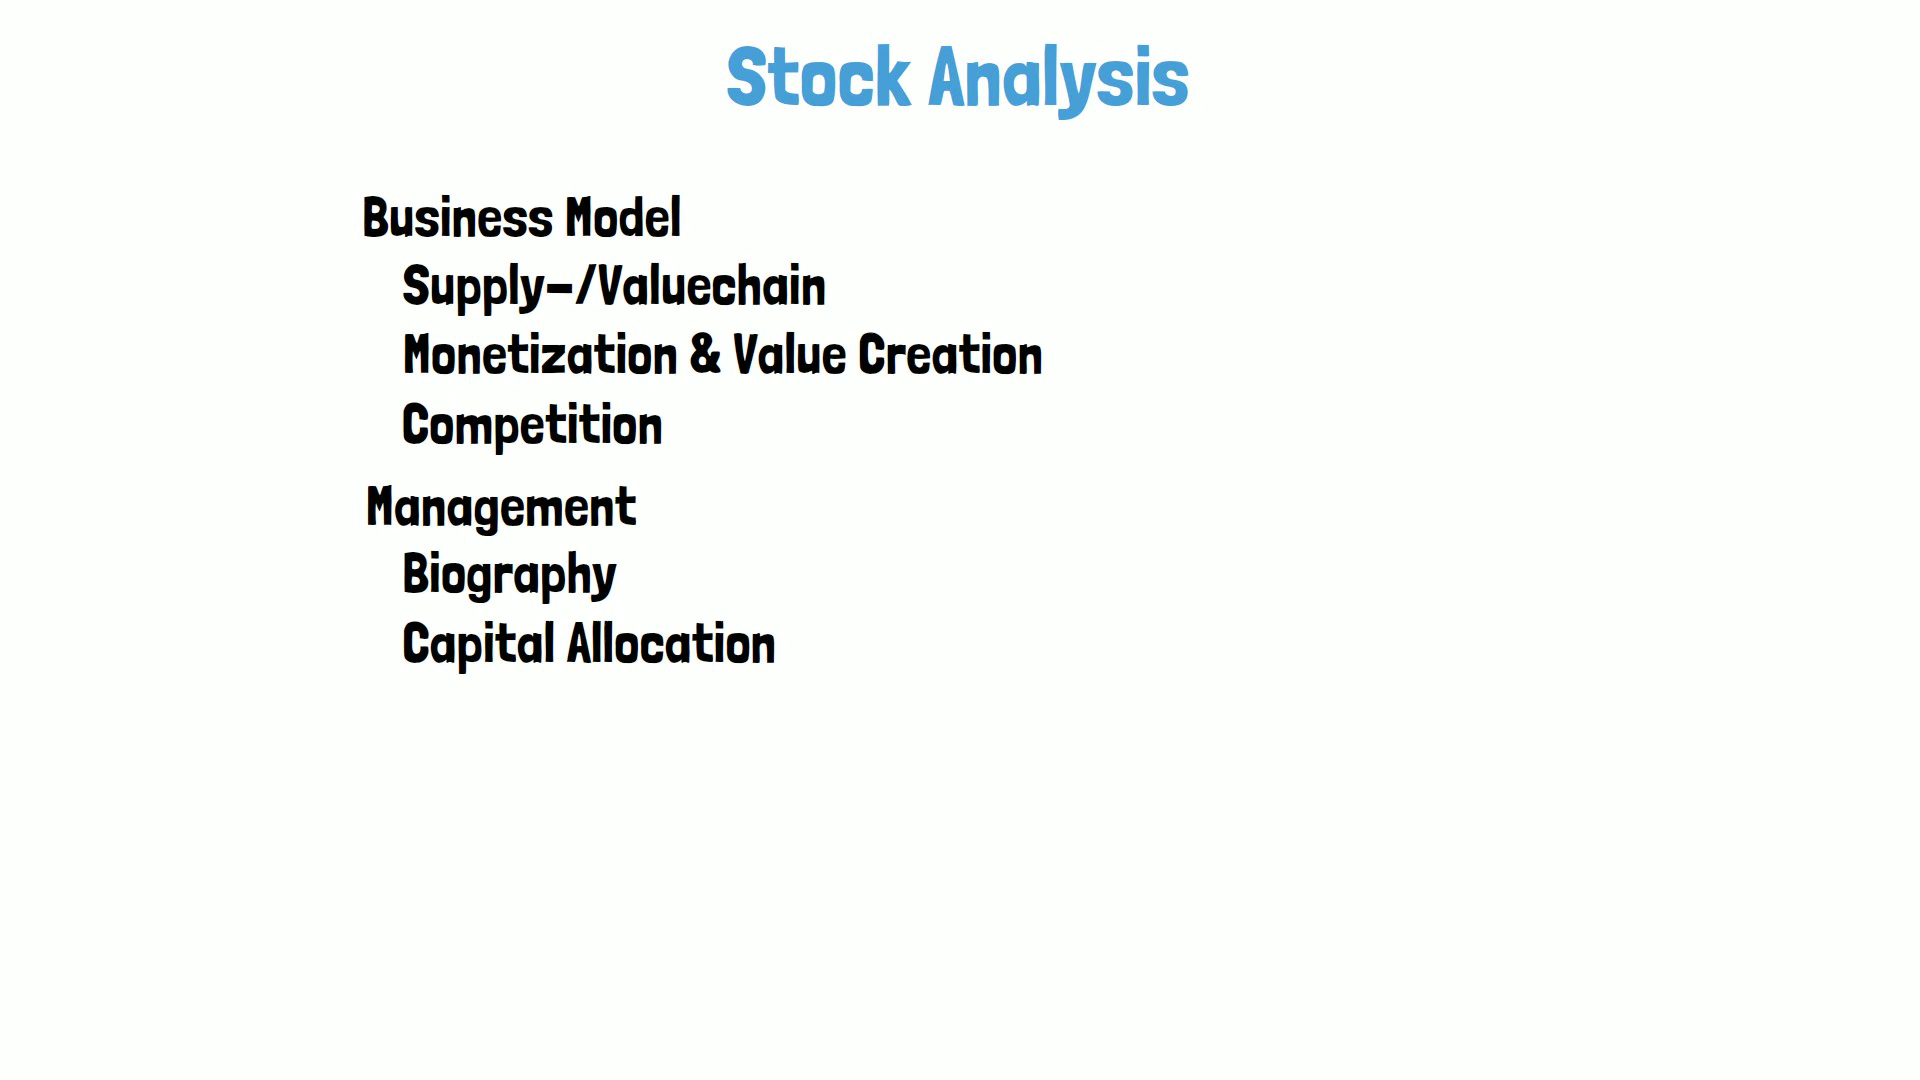 Stock Analysis
Business Model
Supply-/Valuechain
Monetization & Value Creation
Competition
Management
Biography
Capital Allocation